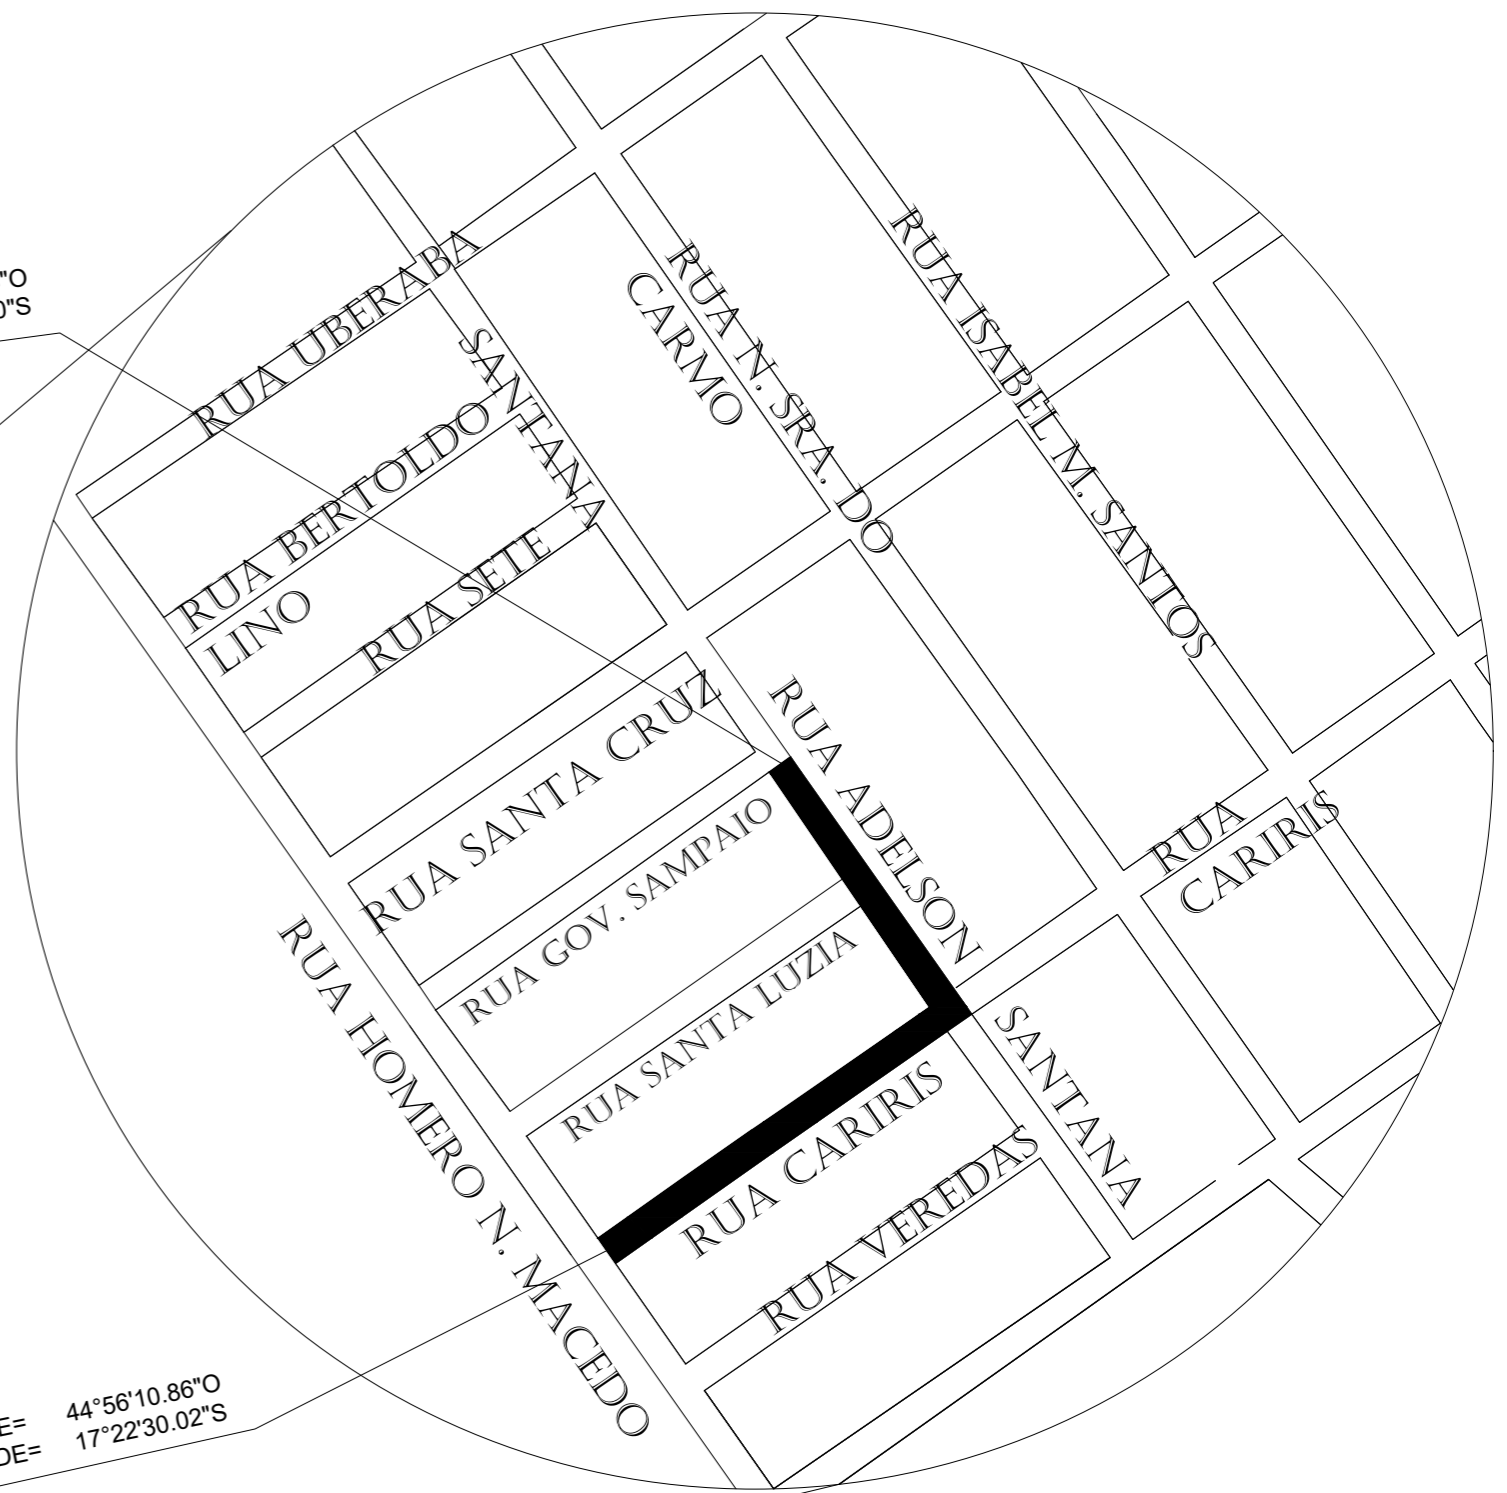 "O
0"S
RUA UBERABA
SANTANA
RUA BERTOLDO
LINO
RUA SETE
RUA N. SRA. DO
CARMO
RUA ISABEL M. SANTOS
RUA SANTA CRUZ
RUA ADELSON
SANTANA
RUA GOV. SAMPAIO
RUA SANTA LUZIA
RUA
CARIRIS
RUA HOMERO N. MACEDO
RUA CARIRIS
RUA VEREDAS
E= 44°56'10.86"O
DE= 17°22'30.02"S